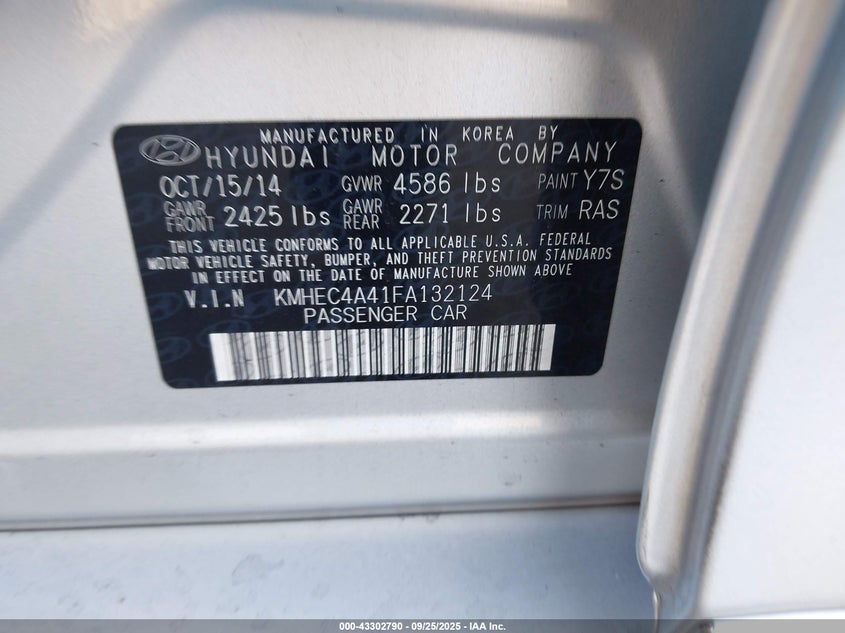 MANUFACTURED IN KOREA BY
HYUNDAI MOTOR COMPANY
OCT/15/14 GVWR 4586 lbs PAINT Y7S
GAWR FRONT 2425 lbs GAWR REAR 2271 lbs TRIM RAS
THIS VEHICLE CONFORMS TO ALL APPLICABLE U.S.A. FEDERAL
MOTOR VEHICLE SAFETY, BUMPER, AND THEFT PREVENTION STANDARDS
IN EFFECT ON THE DATE OF MANUFACTURE SHOWN ABOVE
V.I.N KMHEC4A41FA132124
PASSENGER CAR
000-43302790 - 09/25/2025 - IAA Inc.